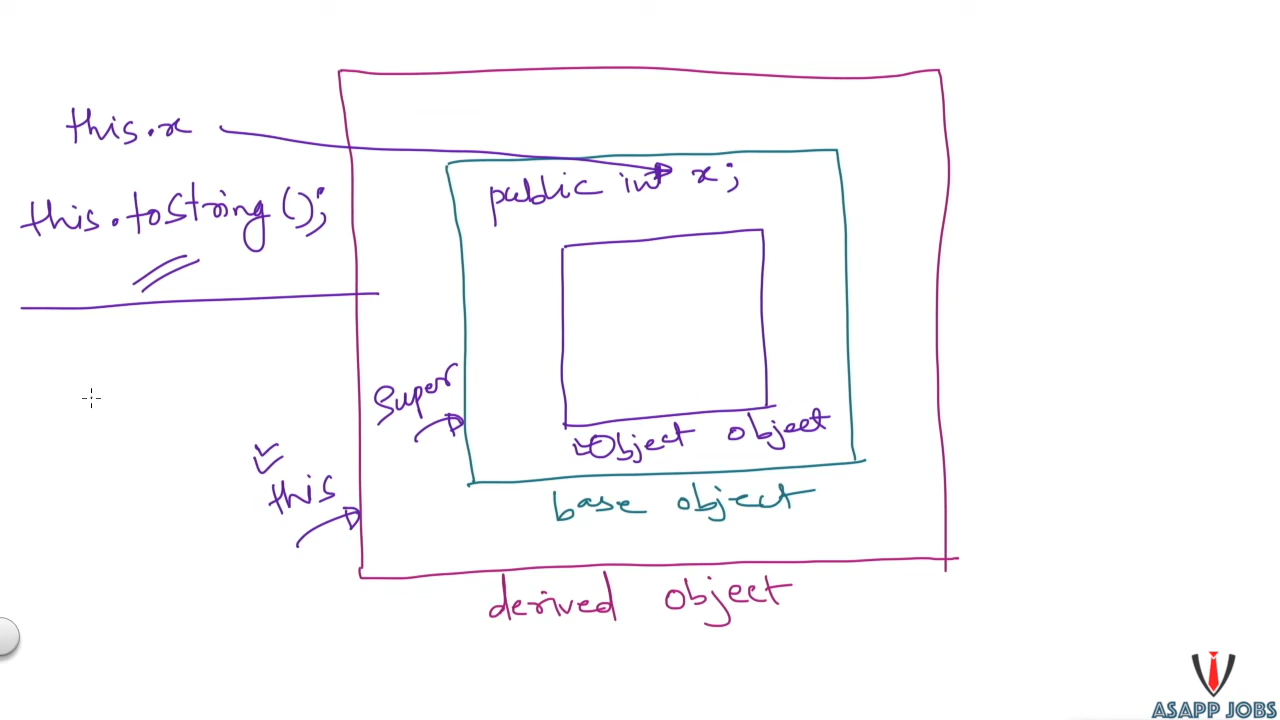 this.x
public int x;
this.toString();
Super
Object object
this
base object
derived object
ASAPP JOBS